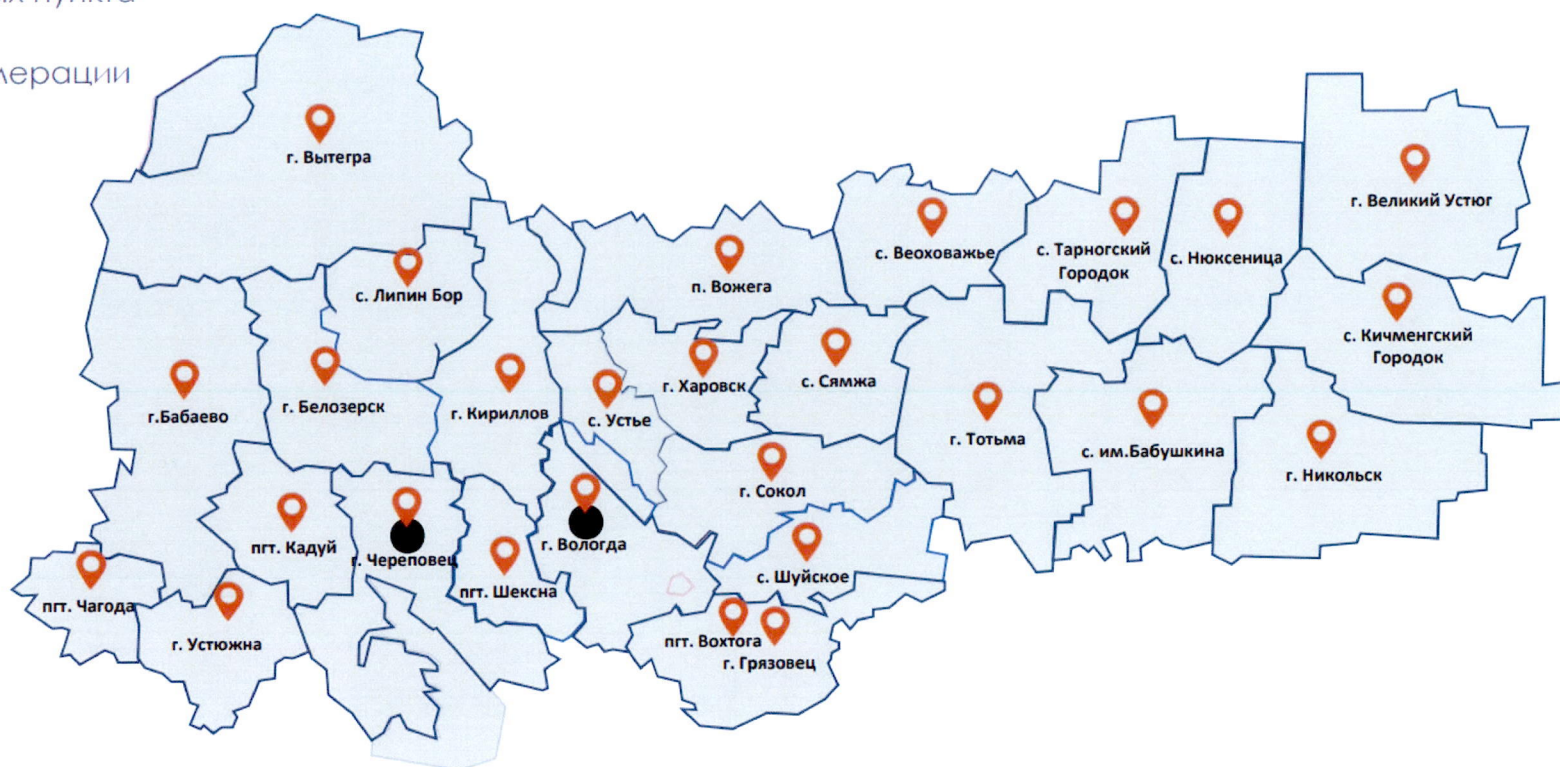 пункта
г. Вытегра
г. Великий Устюг
с. Веоховажье
с. Тарногский
Городок
с. Нюксеница
п. Вожега
с. Липин Бор
с. Кичменгский
Городок
г.Бабаево
г. Белозерск
г. Кириллов
с. Устье
г. Харовск
с. Сямжа
г. Тотьма
с. им.Бабушкина
г. Никольск
г. Сокол
пгт. Кадуй
г. Череповец
г. Вологда
пгт. Шексна
с. Шуйское
пгт. Чагода
г. Устюжна
пгт. Вохтога
г. Грязовец